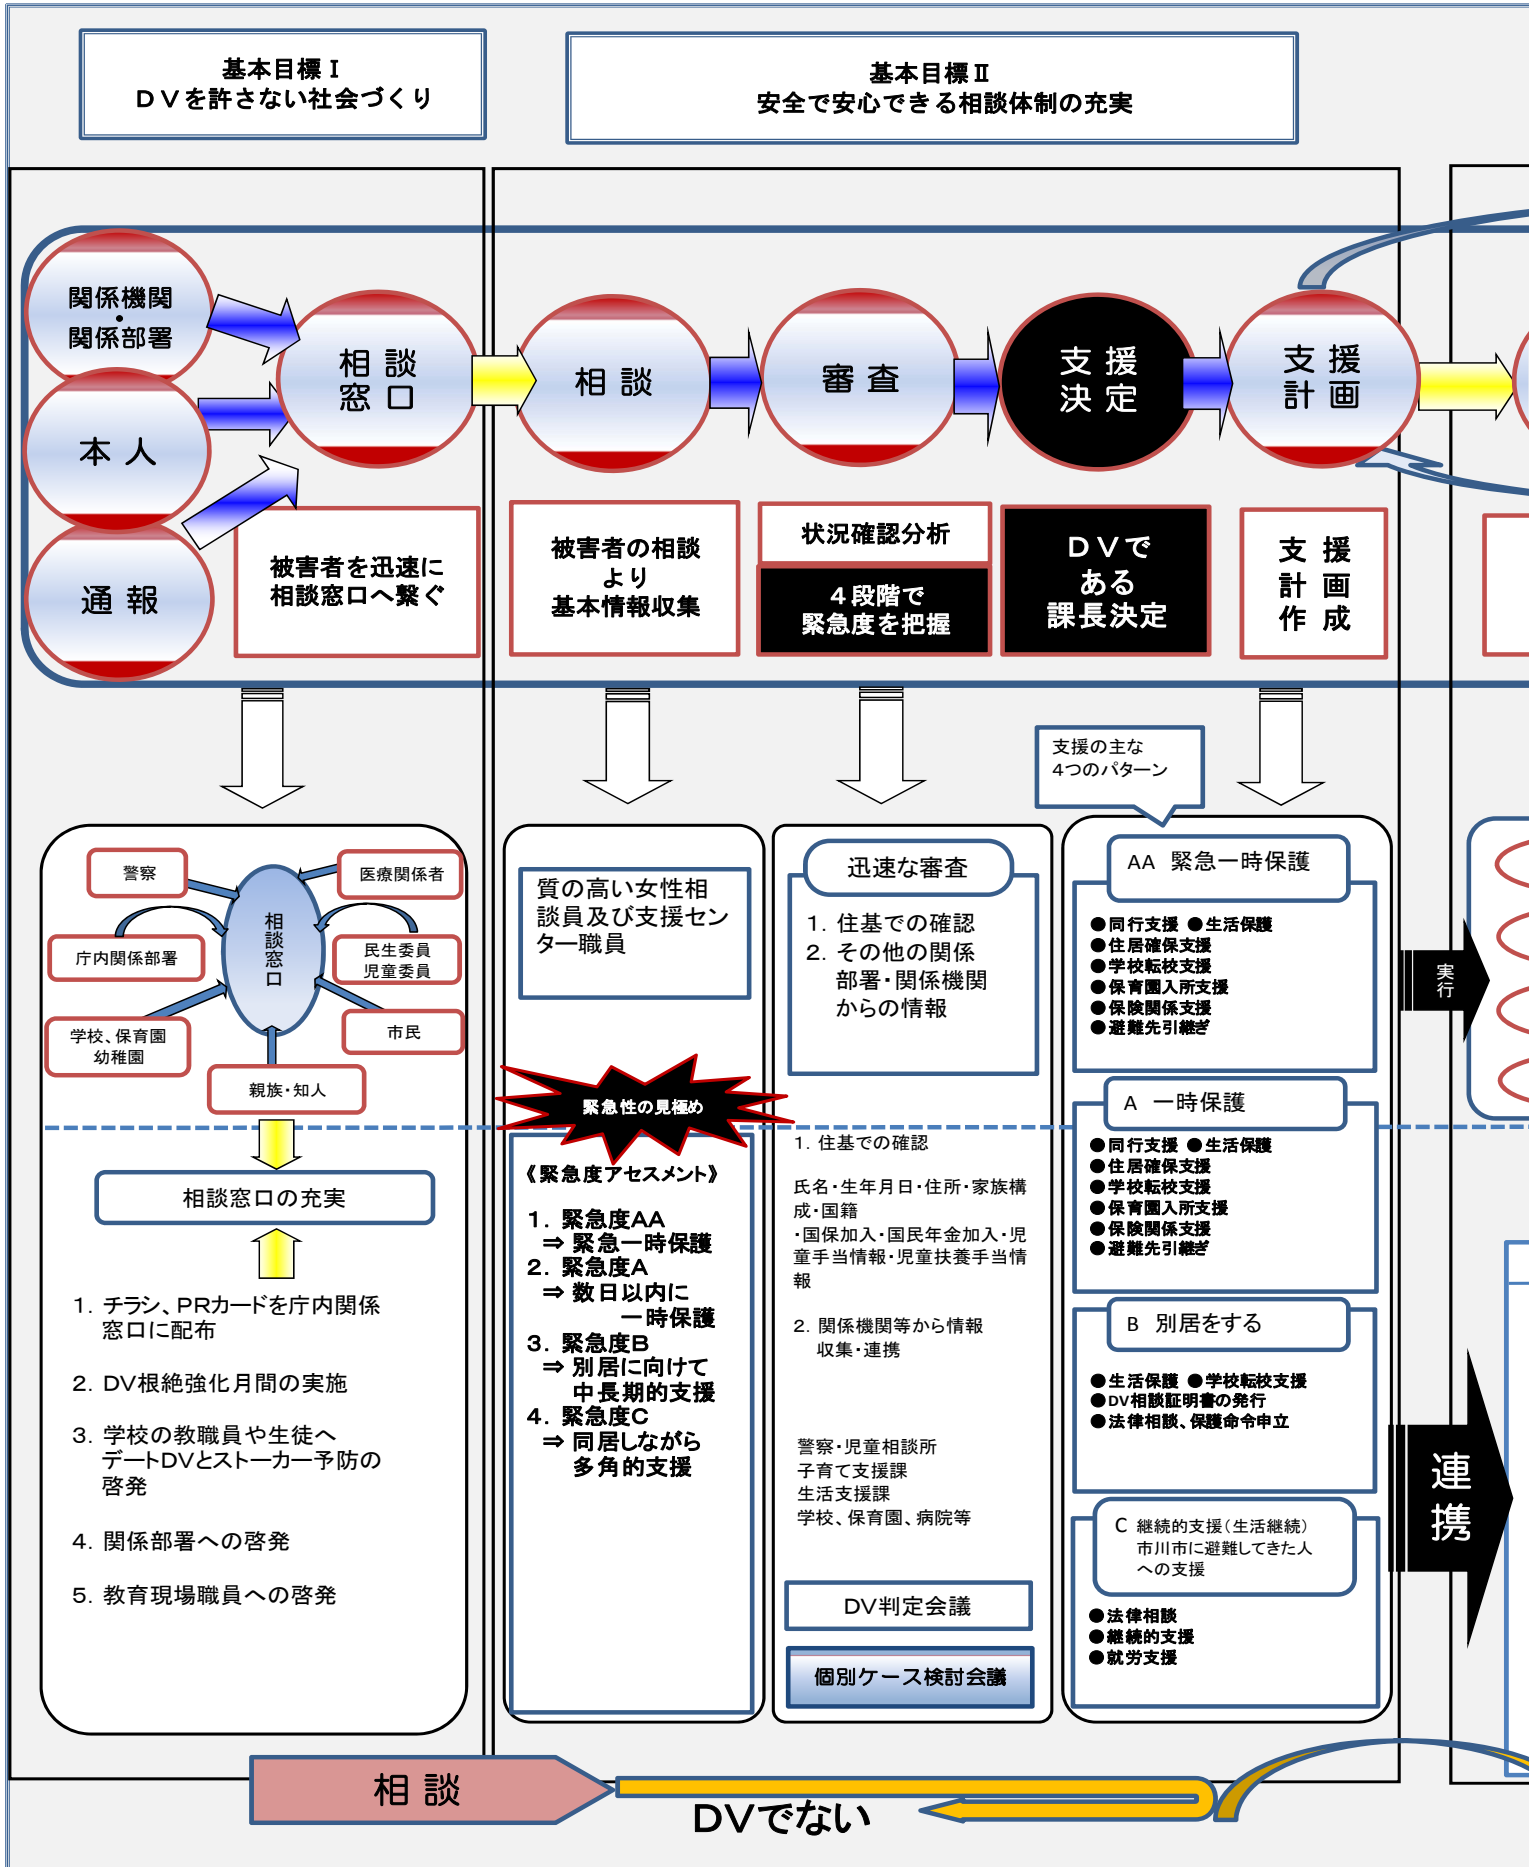 基本目標Ⅰ
DVを許さない社会づくり
基本目標Ⅱ
安全で安心できる相談体制の充実
関係機関
・
関係部署
本人
通報
相談
窓口
相談
審査
支援
決定
支援
計画
被害者を迅速に
相談窓口へ繋ぐ
被害者の相談
より
基本情報収集
状況確認分析
4段階で
緊急度を把握
DVで
ある
課長決定
支援
計画
作成
警察
医療関係者
庁内関係部署
民生委員
児童委員
学校、保育園
幼稚園
市民
親族・知人
相談窓口
相談窓口の充実
1．チラシ、PRカードを庁内関係
窓口に配布
2．DV根絶強化月間の実施
3．学校の教職員や生徒へ
デートDVとストーカー予防の
啓発
4．関係部署への啓発
5．教育現場職員への啓発
質の高い女性相
談員及び支援セン
ター職員
緊急性の見極め
《緊急度アセスメント》
1．緊急度AA
⇒ 緊急一時保護
2．緊急度A
⇒ 数日以内に
一時保護
3．緊急度B
⇒ 別居に向けて
中長期的支援
4．緊急度C
⇒ 同居しながら
多角的支援
迅速な審査
1．住基での確認
2．その他の関係
部署・関係機関
からの情報
1．住基での確認
氏名・生年月日・住所・家族構
成・国籍
・国保加入・国民年金加入・児
童手当情報・児童扶養手当情
報
2．関係機関等から情報
収集・連携
警察・児童相談所
子育て支援課
生活支援課
学校、保育園、病院等
DV判定会議
個別ケース検討会議
支援の主な
4つのパターン
AA 緊急一時保護
●同行支援 ●生活保護
●住居確保支援
●学校転校支援
●保育園入所支援
●保険関係支援
●避難先引継ぎ
A 一時保護
●同行支援 ●生活保護
●住居確保支援
●学校転校支援
●保育園入所支援
●保険関係支援
●避難先引継ぎ
B 別居をする
●生活保護 ●学校転校支援
●DV相談証明書の発行
●法律相談、保護命令申立
C 継続的支援（生活継続）
市川市に避難してきた人
への支援
●法律相談
●継続的支援
●就労支援
実行
連携
相談
DVでない